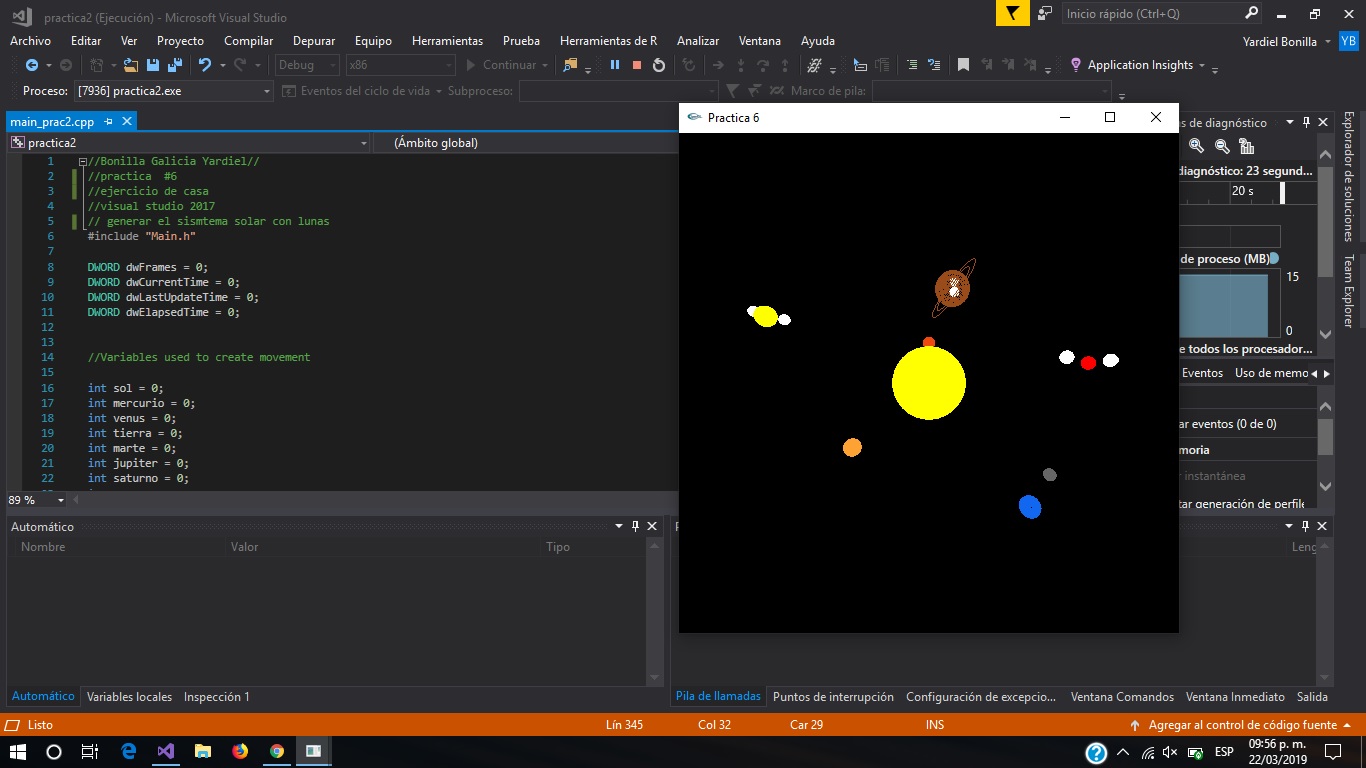 practica2 (Ejecución) - Microsoft Visual Studio
Inicio rápido (Ctrl+Q)
Archivo Editar Ver Proyecto Compilar Depurar Equipo Herramientas Prueba Herramientas de R Analizar Ventana Ayuda
Yardiel Bonilla YB
Debug x86 Continuar Application Insights
Proceso: [7936] practica2.exe Eventos del ciclo de vida Subproceso: Marco de pila:
main_prac2.cpp
practica2 (Ámbito global)
1 //Bonilla Galicia Yardiel//
2 //practica #6
3 //ejercicio de casa
4 //visual studio 2017
5 // generar el sismtema solar con lunas
6 #include "Main.h"
7
8 DWORD dwFrames = 0;
9 DWORD dwCurrentTime = 0;
10 DWORD dwLastUpdateTime = 0;
11 DWORD dwElapsedTime = 0;
12
13
14 //Variables used to create movement
15
16 int sol = 0;
17 int mercurio = 0;
18 int venus = 0;
19 int tierra = 0;
20 int marte = 0;
21 int jupiter = 0;
22 int saturno = 0;
89 %
Practica 6
as de diagnóstico
diagnóstico: 23 segund...
20 s
de proceso (MB)
15
0
e todos los procesador...
Eventos Uso de memo
ar eventos (0 de 0)
moria
r instantánea
tar generación de perfile
Explorador de soluciones
Team Explorer
Automático
Nombre Valor Tipo
Leng
Automático Variables locales Inspección 1
Pila de llamadas Puntos de interrupción Configuración de excepcio... Ventana Comandos Ventana Inmediato Salida
Listo Lín 345 Col 32 Car 29 INS Agregar al control de código fuente
ESP
09:56 p. m.
22/03/2019